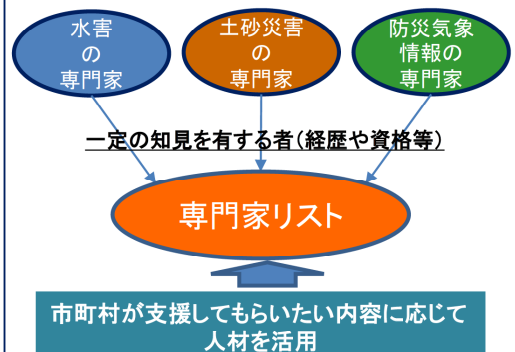 水害
の
専門家
土砂災害
の
専門家
防災気象
情報の
専門家
一定の知見を有する者(経歴や資格等)
専門家リスト
市町村が支援してもらいたい内容に応じて
人材を活用